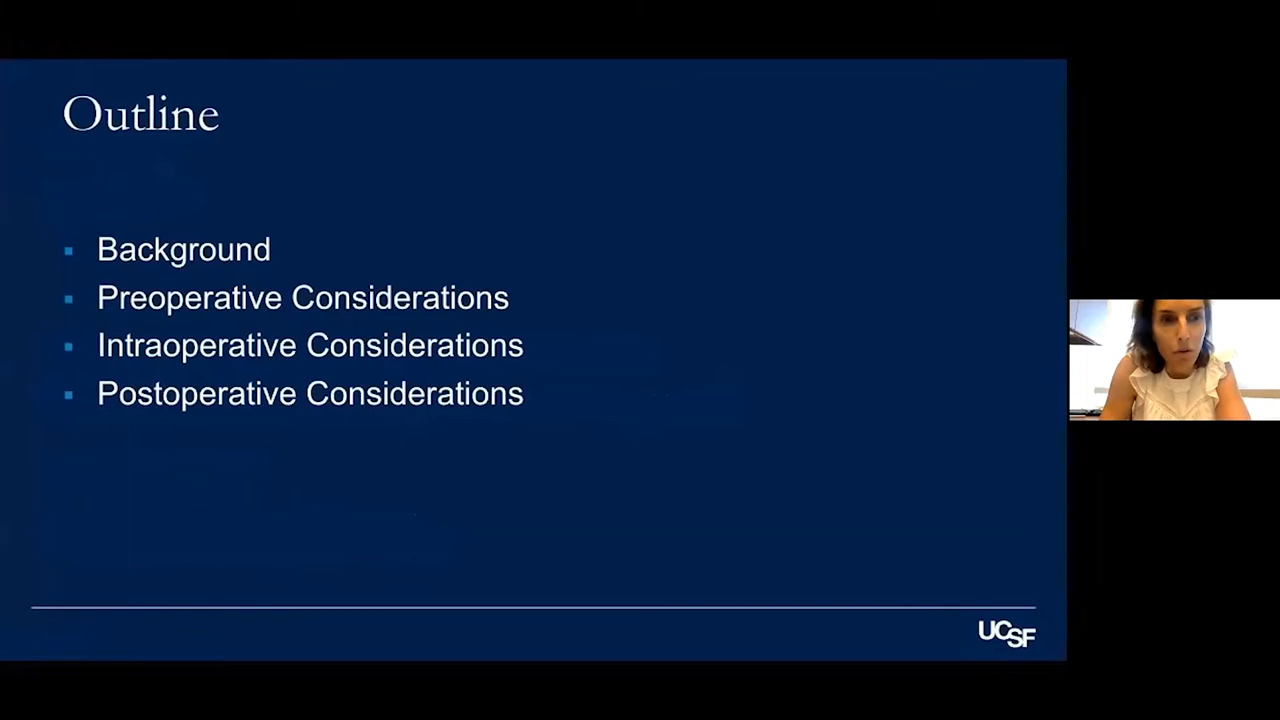 Outline
Background
Preoperative Considerations
Intraoperative Considerations
Postoperative Considerations
UCSF